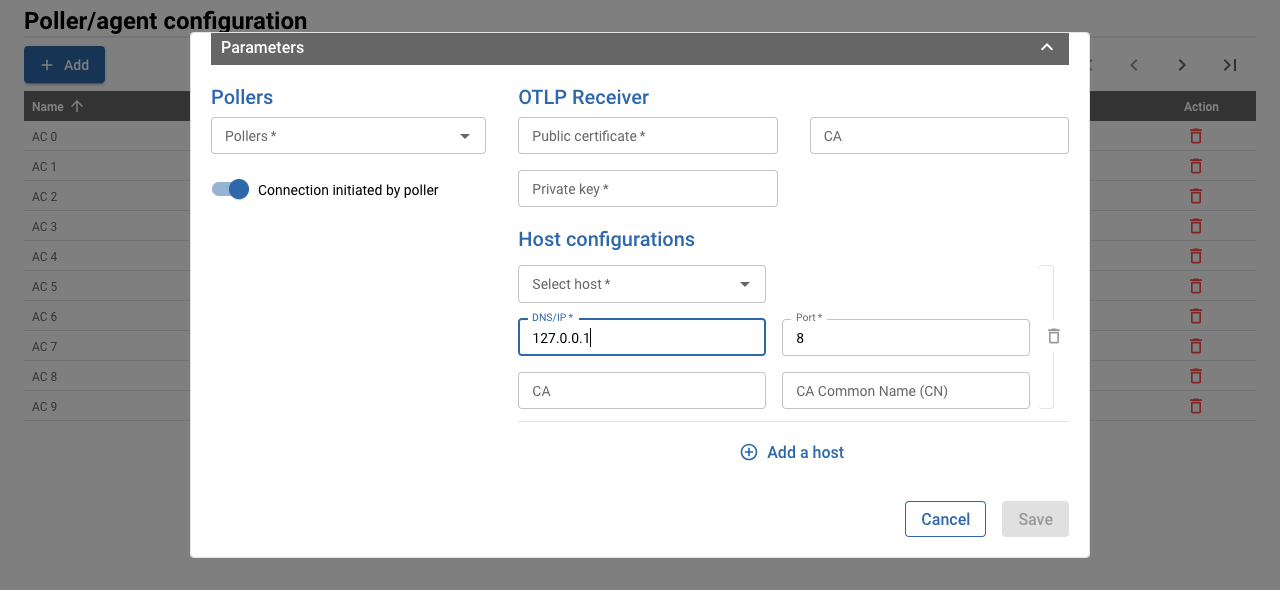 Poller/agent configuration
Add
Name
Action
AC 0
AC 1
AC 2
AC 3
AC 4
AC 5
AC 6
AC 7
AC 8
AC 9
Parameters
Pollers
Pollers *
Connection initiated by poller
OTLP Receiver
Public certificate *
CA
Private key *
Host configurations
Select host *
DNS/IP *
127.0.0.1
Port *
8
CA
CA Common Name (CN)
Add a host
Cancel
Save